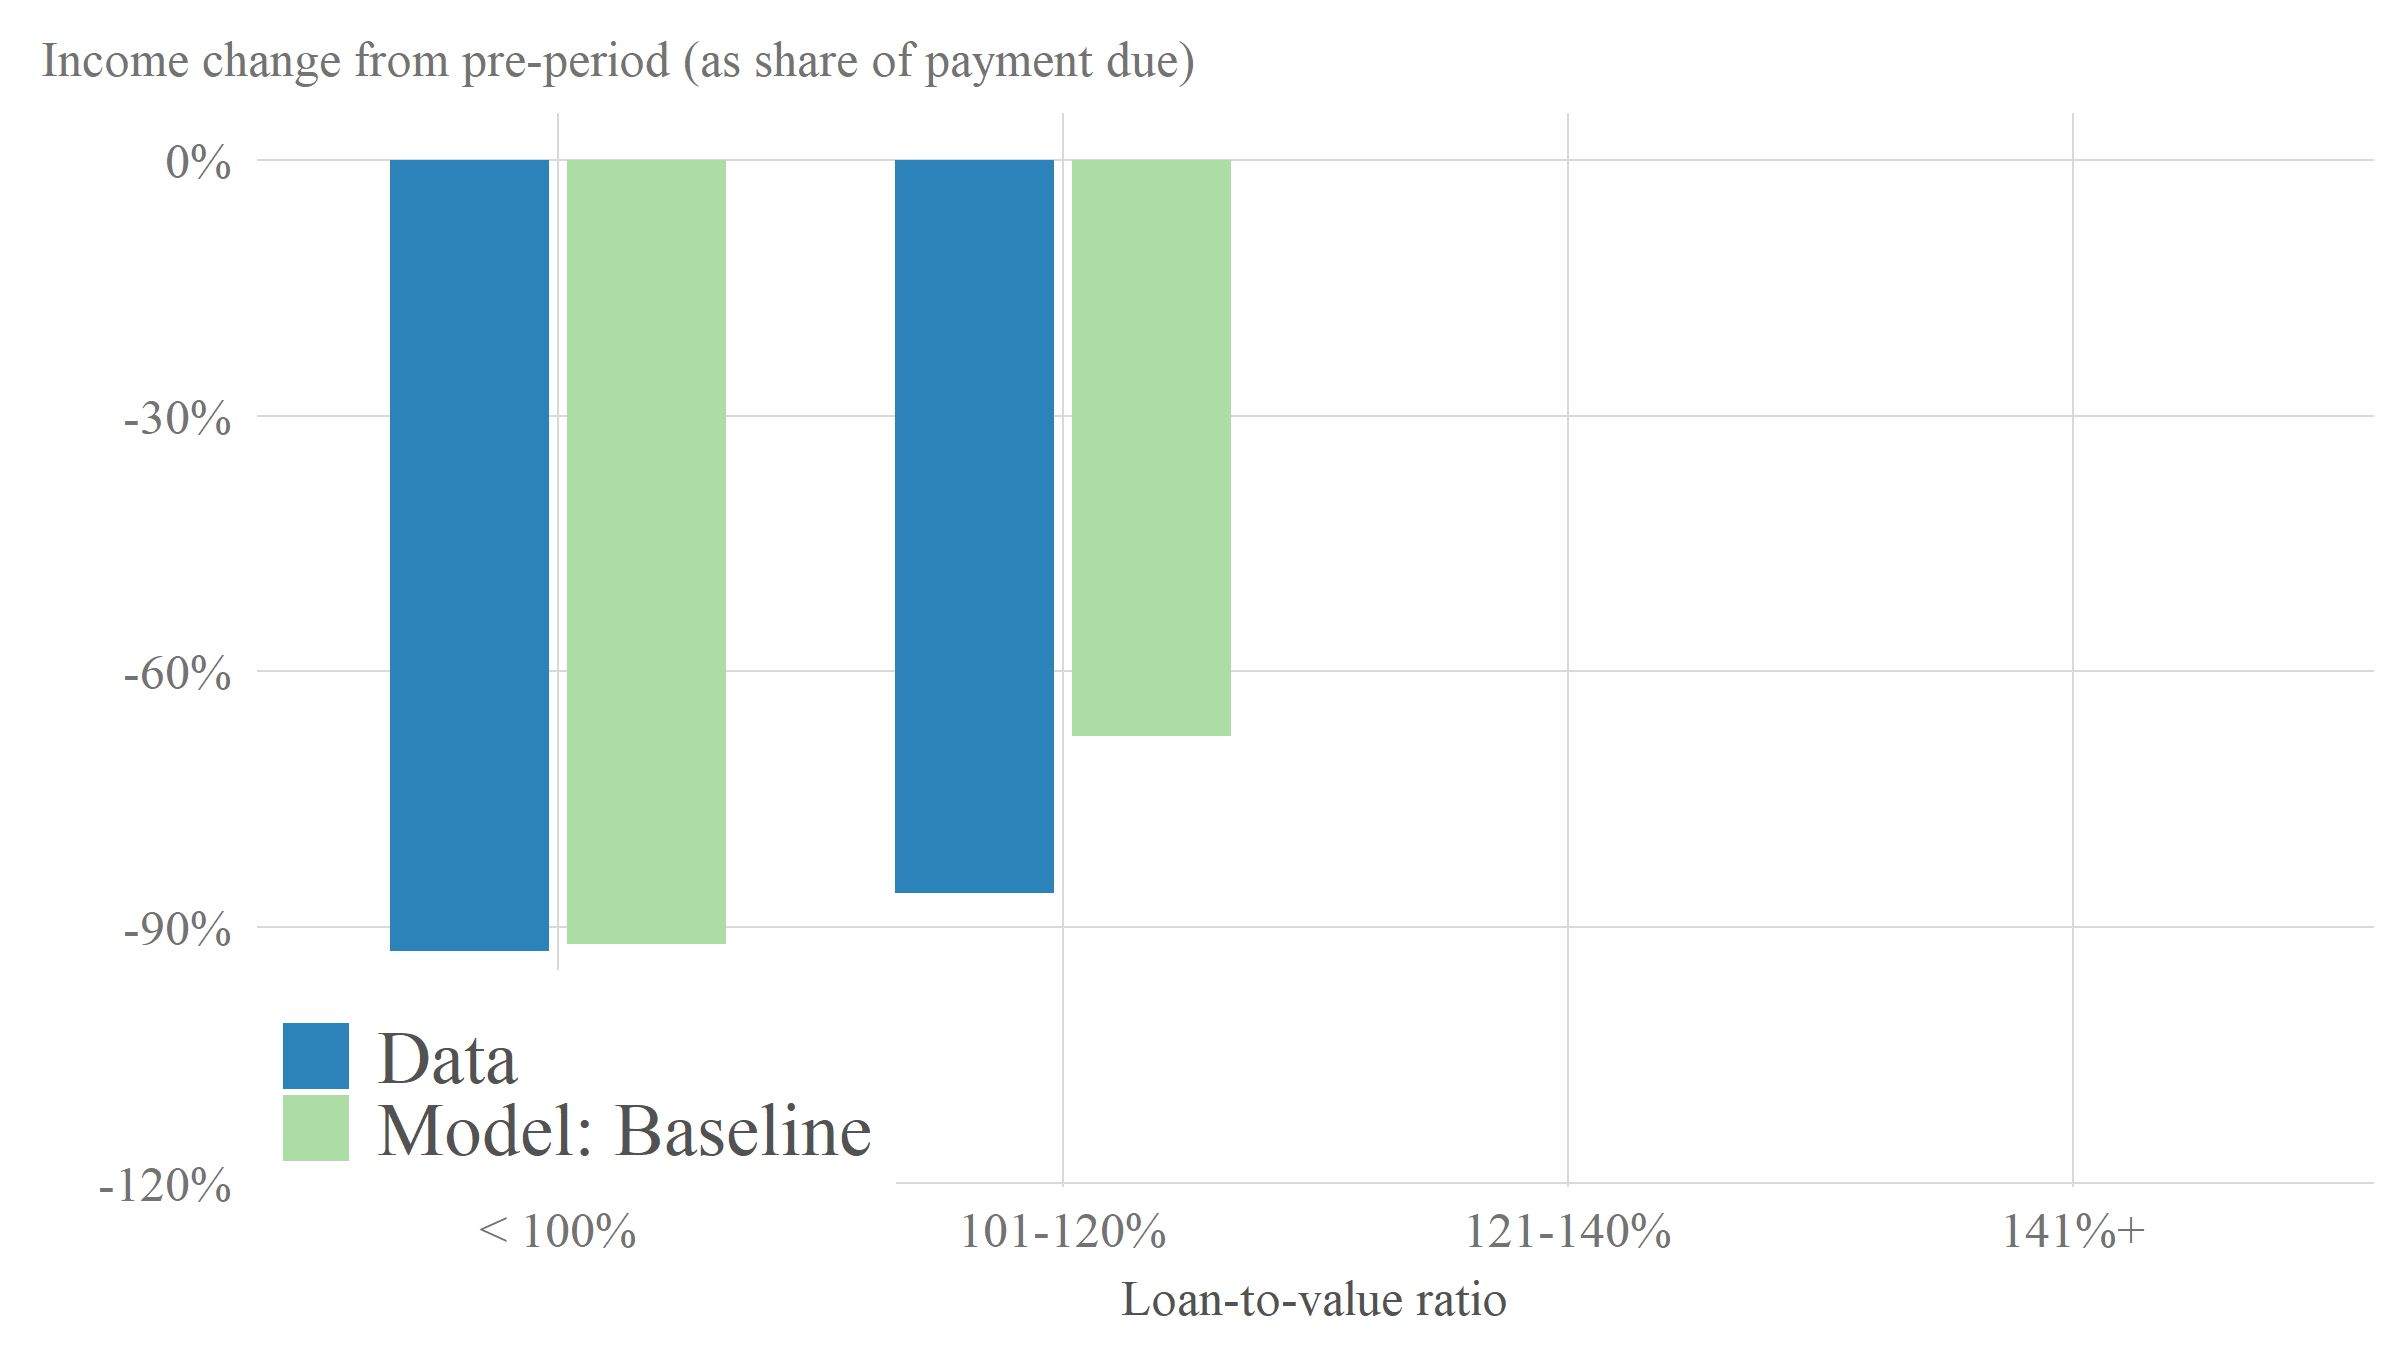 Income change from pre-period (as share of payment due)
0%
-30%
-60%
-90%
Data
Model: Baseline
-120%
< 100%
101-120%
121-140%
141%+
Loan-to-value ratio